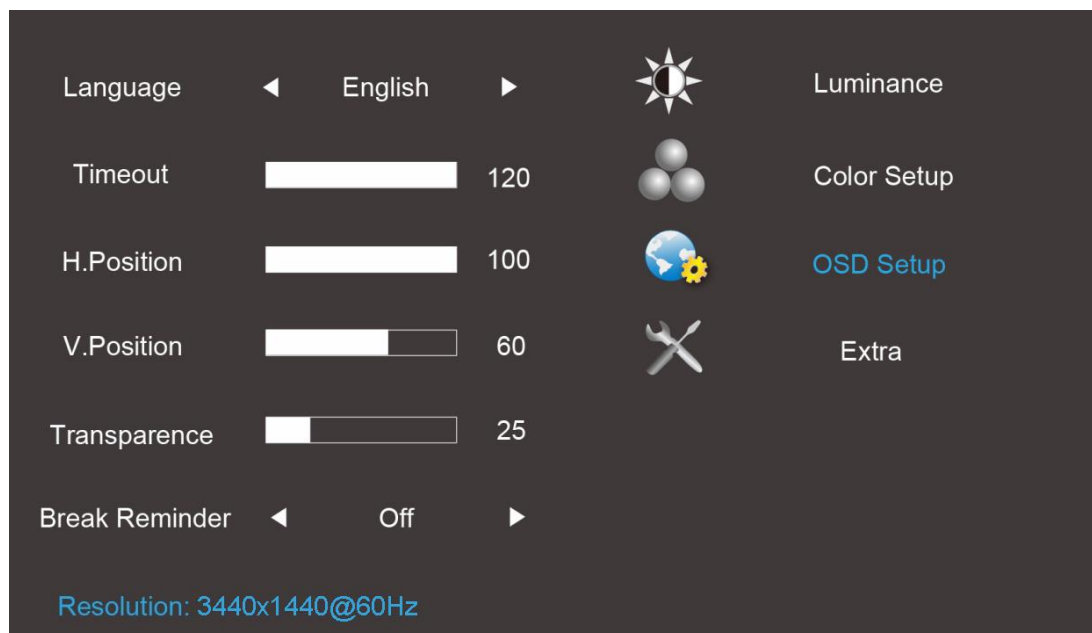 Language English
Timeout 120
H.Position 100
V.Position 60
Transparence 25
Break Reminder Off
Resolution: 3440x1440@60Hz
Luminance
Color Setup
OSD Setup
Extra